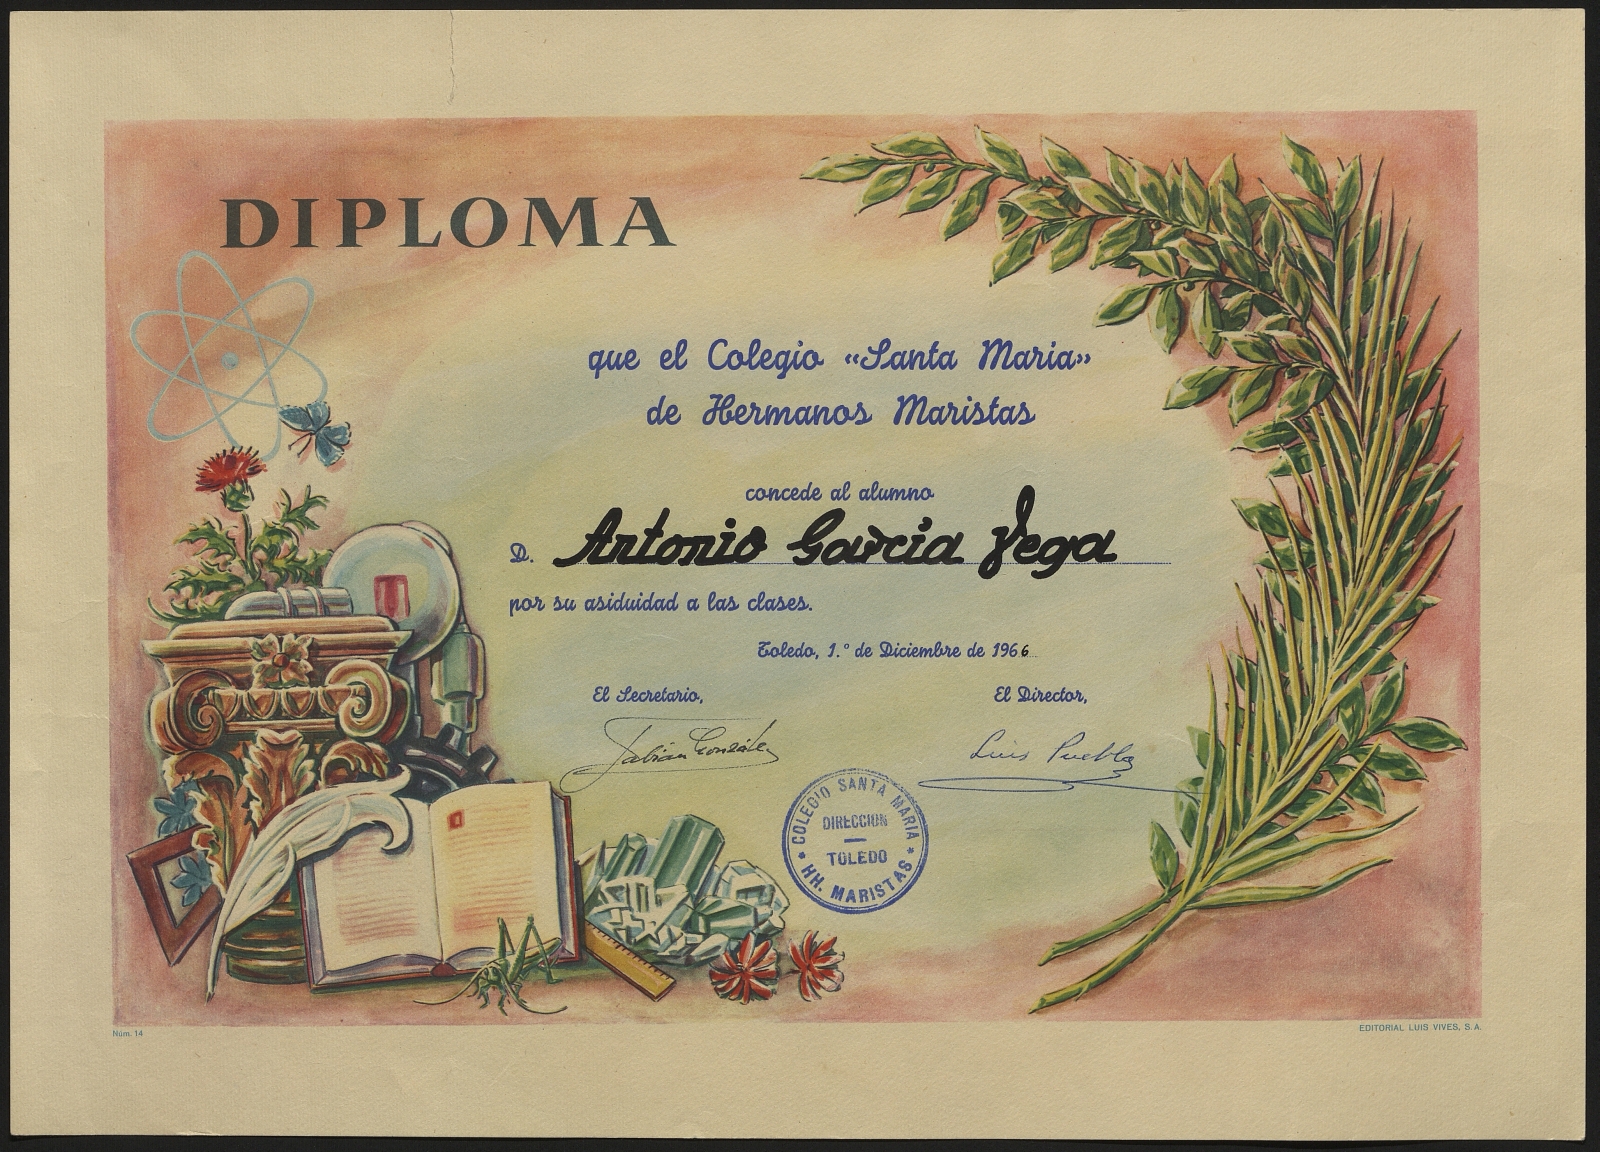 DIPLOMA
que el Colegio «Santa Maria»
de Hermanos Maristas
concede al alumno
D. Antonio García Vega
por su asiduidad a las clases.
Toledo, 1.º de Diciembre de 1966
El Secretario,
El Director,
Fabián González
Luis Puebla
COLEGIO SANTA MARIA
DIRECCION
TOLEDO
* HH. MARISTAS *
Núm. 14
EDITORIAL LUIS VIVES, S.A.